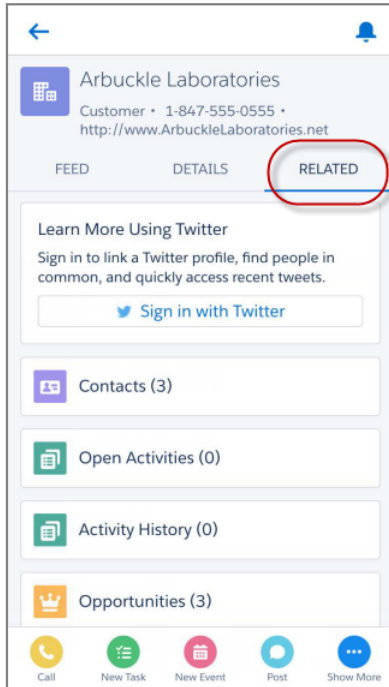 Arbuckle Laboratories
Customer • 1-847-555-0555 •
http://www.ArbuckleLaboratories.net
FEED DETAILS RELATED
Learn More Using Twitter
Sign in to link a Twitter profile, find people in
common, and quickly access recent tweets.
Sign in with Twitter
Contacts (3)
Open Activities (0)
Activity History (0)
Opportunities (3)
Call New Task New Event Post Show More